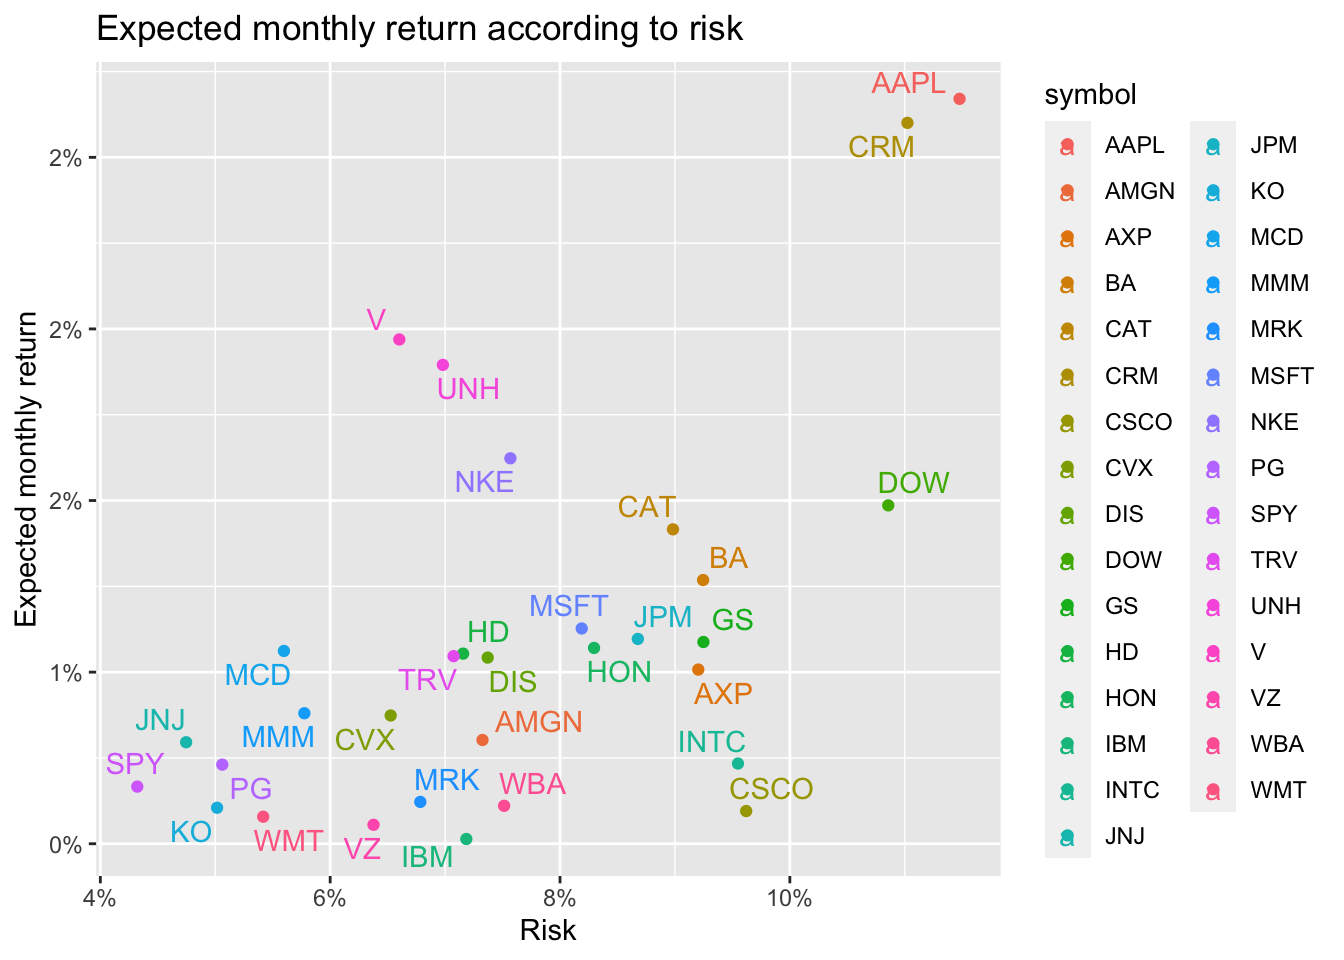 Expected monthly return according to risk
Expected monthly return
2%
2%
2%
1%
0%
AAPL
CRM
V
UNH
NKE
DOW
CAT
BA
MSFT
JPM
GS
HD
TRV
DIS
HON
AXP
MCD
JNJ
MMM
CVX
AMGN
INTC
SPY
PG
MRK
WBA
CSCO
KO
WMT
VZ
IBM
4%
6%
8%
10%
Risk
symbol
a AAPL
a AMGN
a AXP
a BA
a CAT
a CRM
a CSCO
a CVX
a DIS
a DOW
a GS
a HD
a HON
a IBM
a INTC
a JNJ
a JPM
a KO
a MCD
a MMM
a MRK
a MSFT
a NKE
a PG
a SPY
a TRV
a UNH
a V
a VZ
a WBA
a WMT